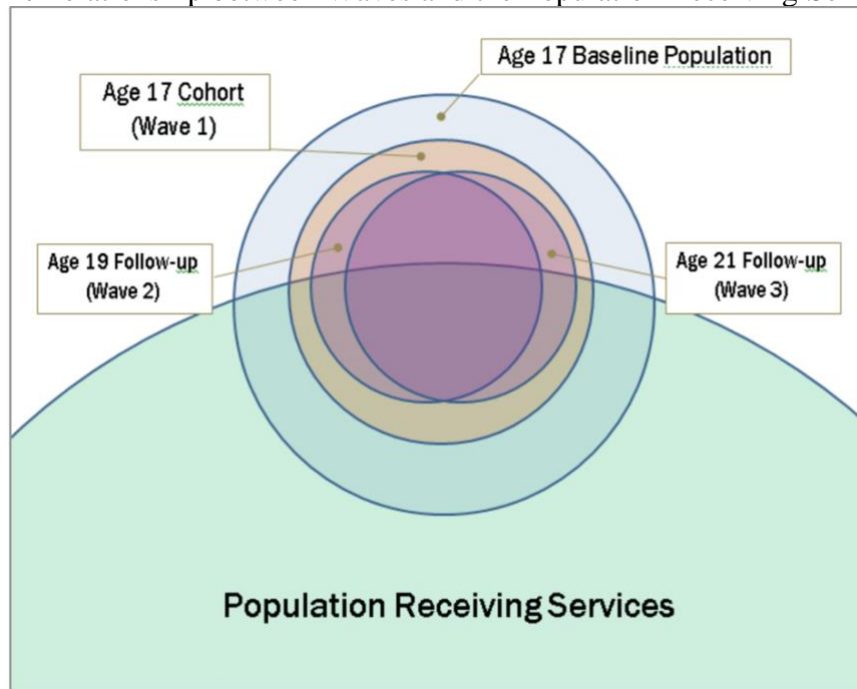 Age 17 Baseline Population
Age 17 Cohort
(Wave 1)
Age 19 Follow-up
(Wave 2)
Age 21 Follow-up
(Wave 3)
Population Receiving Services